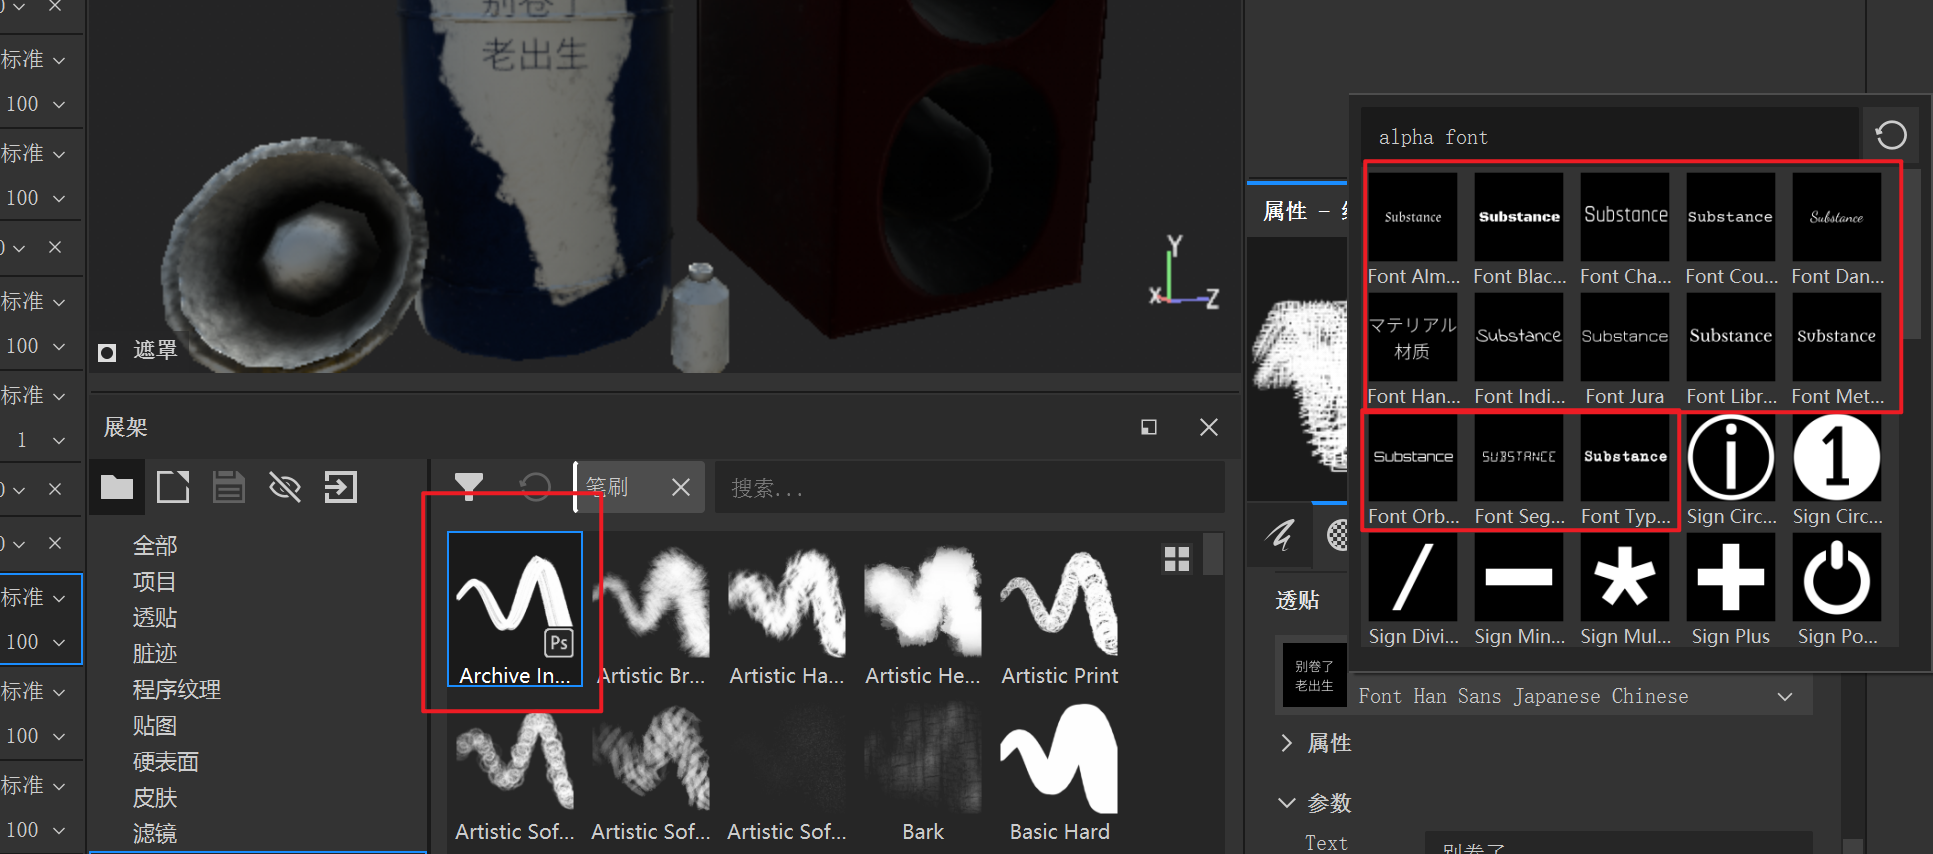 别卷了
老出生
标准
100
标准
100
标准
100
标准
1
标准
100
标准
100
标准
100
遮罩
Y
X
Z
展架
笔刷
搜索...
全部
项目
透贴
脏迹
程序纹理
贴图
硬表面
皮肤
滤镜
Ps
Archive In...
Artistic Br...
Artistic Ha...
Artistic He...
Artistic Print
Artistic Sof...
Artistic Sof...
Artistic Sof...
Bark
Basic Hard
属性 -
alpha font
Substance
Substance
Substance
Substance
Substance
Font Alm...
Font Blac...
Font Cha...
Font Cou...
Font Dan...
マテリアル
材质
Substance
Substance
Substance
Substance
Font Han...
Font Indi...
Font Jura
Font Libr...
Font Met...
Substance
SUBSTANCE
Substance
1
Font Orb...
Font Seg...
Font Typ...
Sign Circ...
Sign Circ...
Sign Divi...
Sign Min...
Sign Mul...
Sign Plus
Sign Po...
透贴
别卷了
老出生
Font Han Sans Japanese Chinese
属性
参数
Text
别卷了